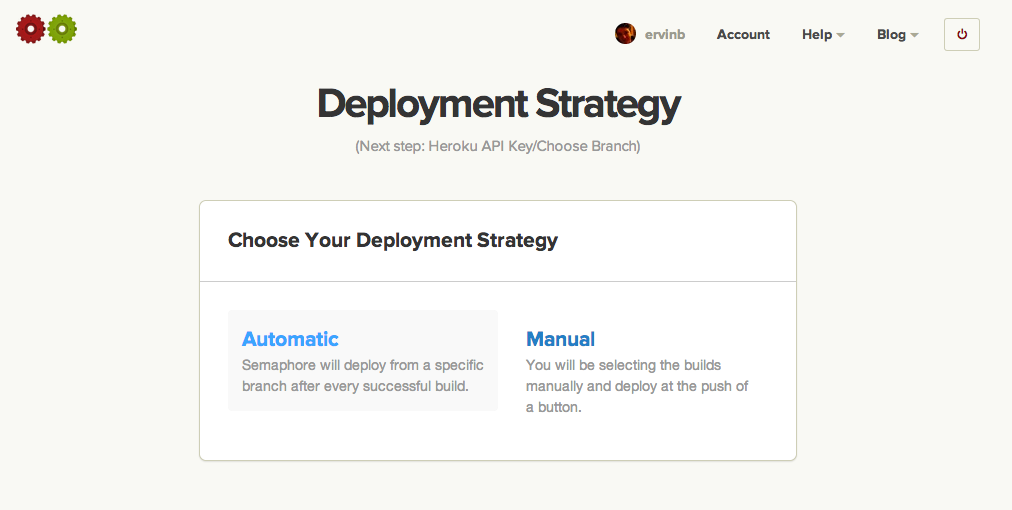 ervinb Account Help Blog
Deployment Strategy
(Next step: Heroku API Key/Choose Branch)
Choose Your Deployment Strategy
Automatic
Semaphore will deploy from a specific
branch after every successful build.
Manual
You will be selecting the builds
manually and deploy at the push of
a button.